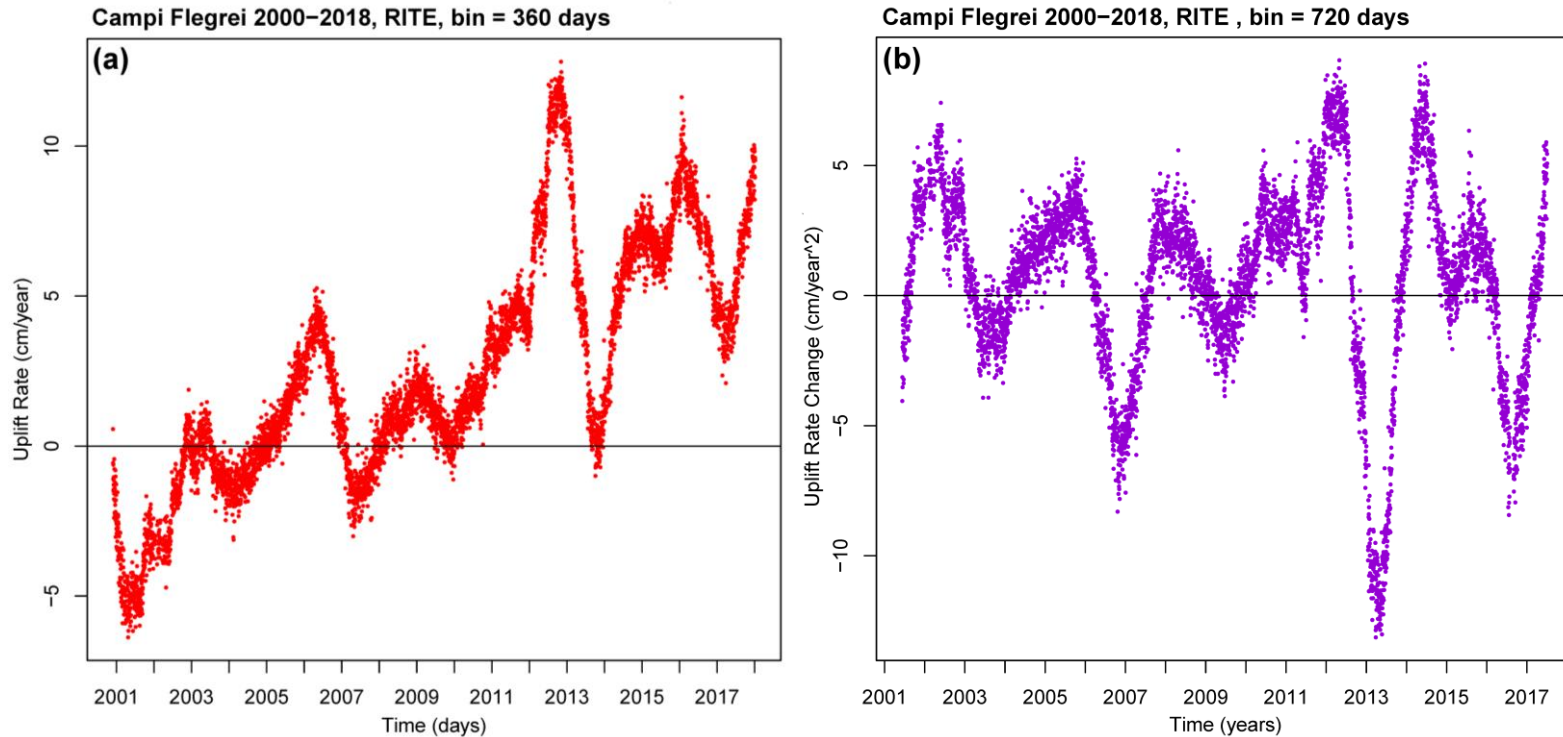 Campi Flegrei 2000−2018, RITE, bin = 360 days
(a)
Uplift Rate (cm/year)
10
5
0
−5
2001 2003 2005 2007 2009 2011 2013 2015 2017
Time (days)
Campi Flegrei 2000−2018, RITE , bin = 720 days
(b)
Uplift Rate Change (cm/year^2)
5
0
−5
−10
2001 2003 2005 2007 2009 2011 2013 2015 2017
Time (years)